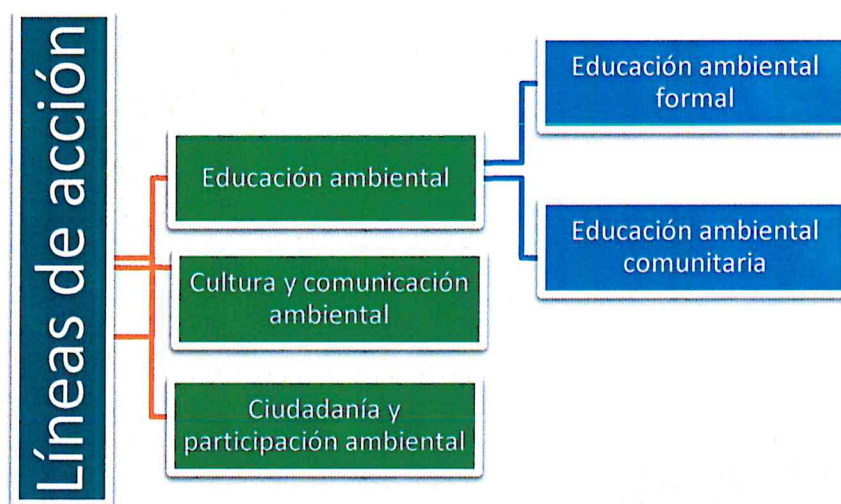 Líneas de acción
Educación ambiental
Cultura y comunicación
ambiental
Ciudadanía y
participación ambiental
Educación ambiental
formal
Educación ambiental
comunitaria